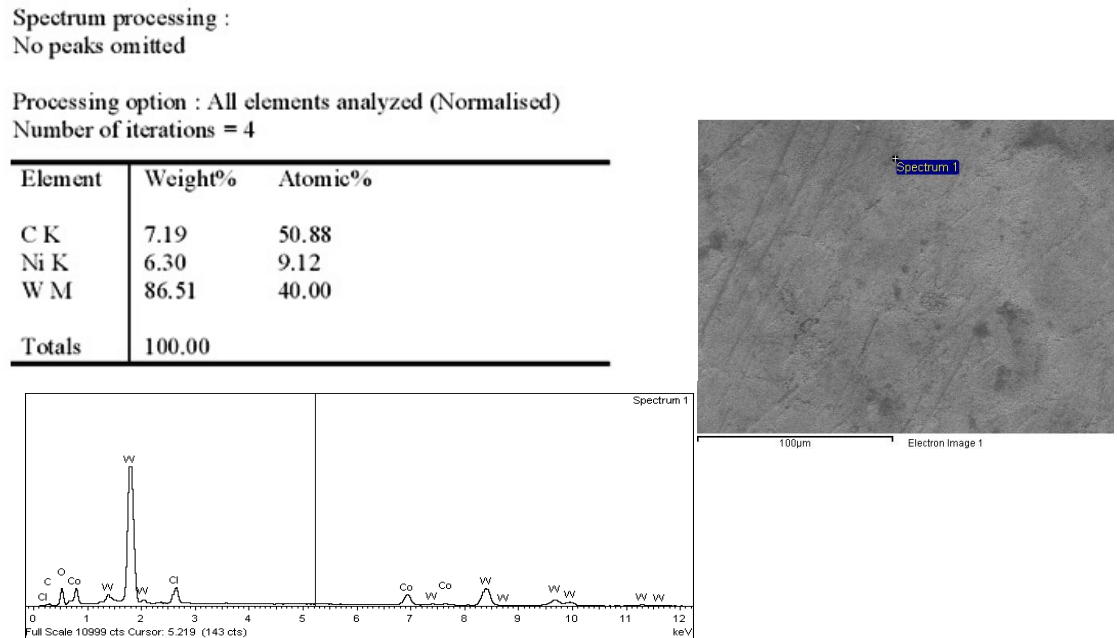 Spectrum processing :
No peaks omitted
Processing option : All elements analyzed (Normalised)
Number of iterations = 4
Element Weight% Atomic%
C K 7.19 50.88
Ni K 6.30 9.12
W M 86.51 40.00
Totals 100.00
Spectrum 1
100µm Electron Image 1
Spectrum 1
W
C O Cl Co W
Cl Co W W Co W Co W W W W W W
0 1 2 3 4 5 6 7 8 9 10 11 12
Full Scale 10999 cts Cursor: 5.219 (143 cts) keV